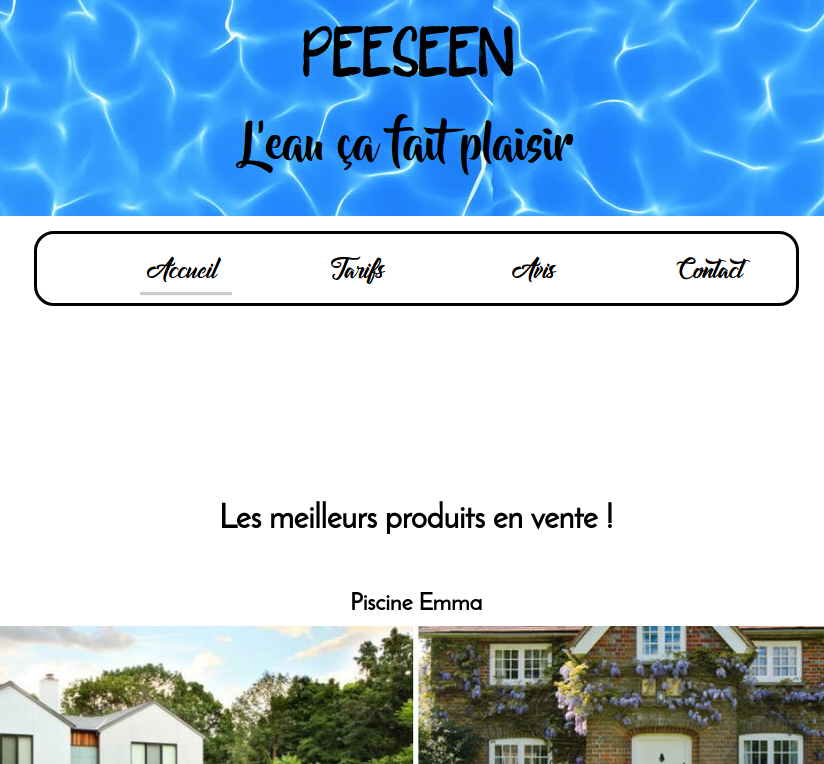 PEESEEN
L'eau ça fait plaisir
Accueil Tarifs Avis Contact
Les meilleurs produits en vente !
Piscine Emma